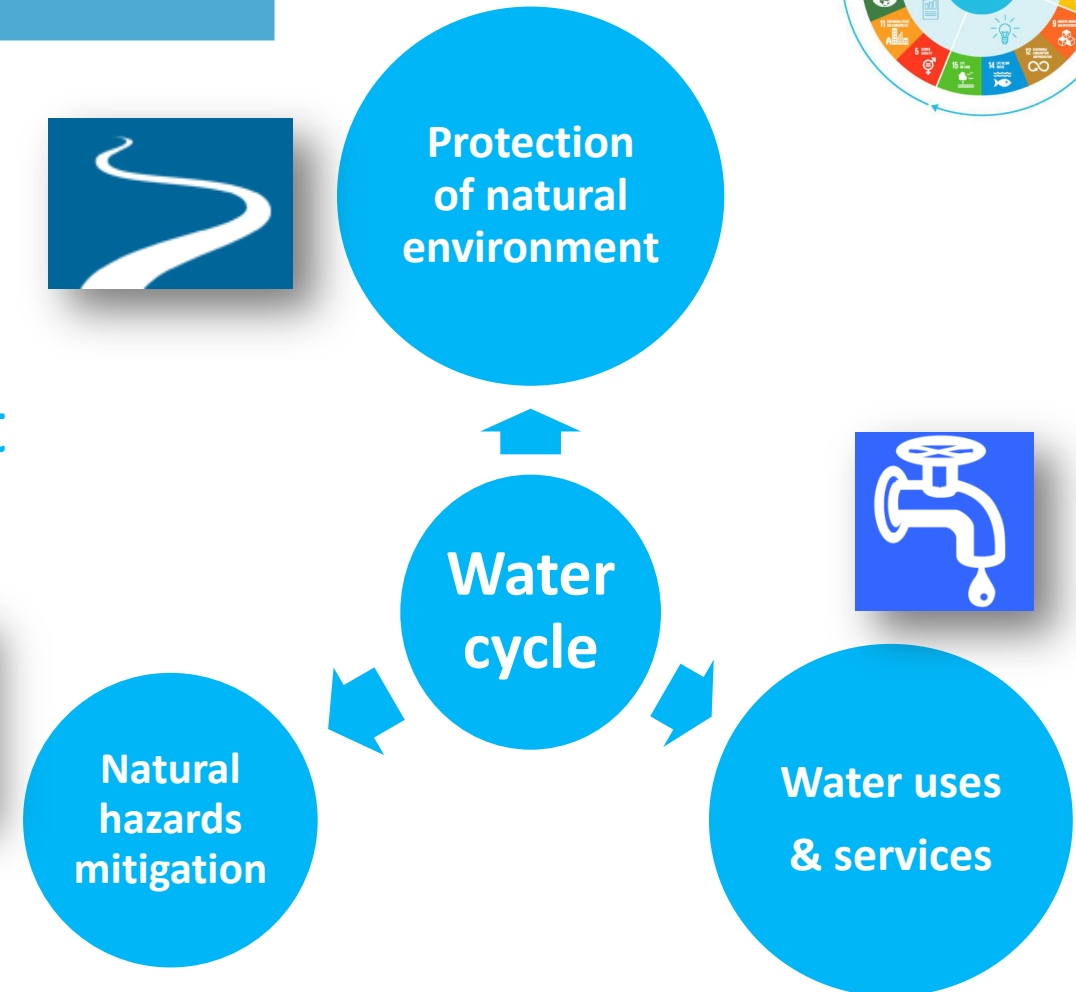 Protection
of natural
environment
t
Water
cycle
Natural
hazards
mitigation
Water uses
& services